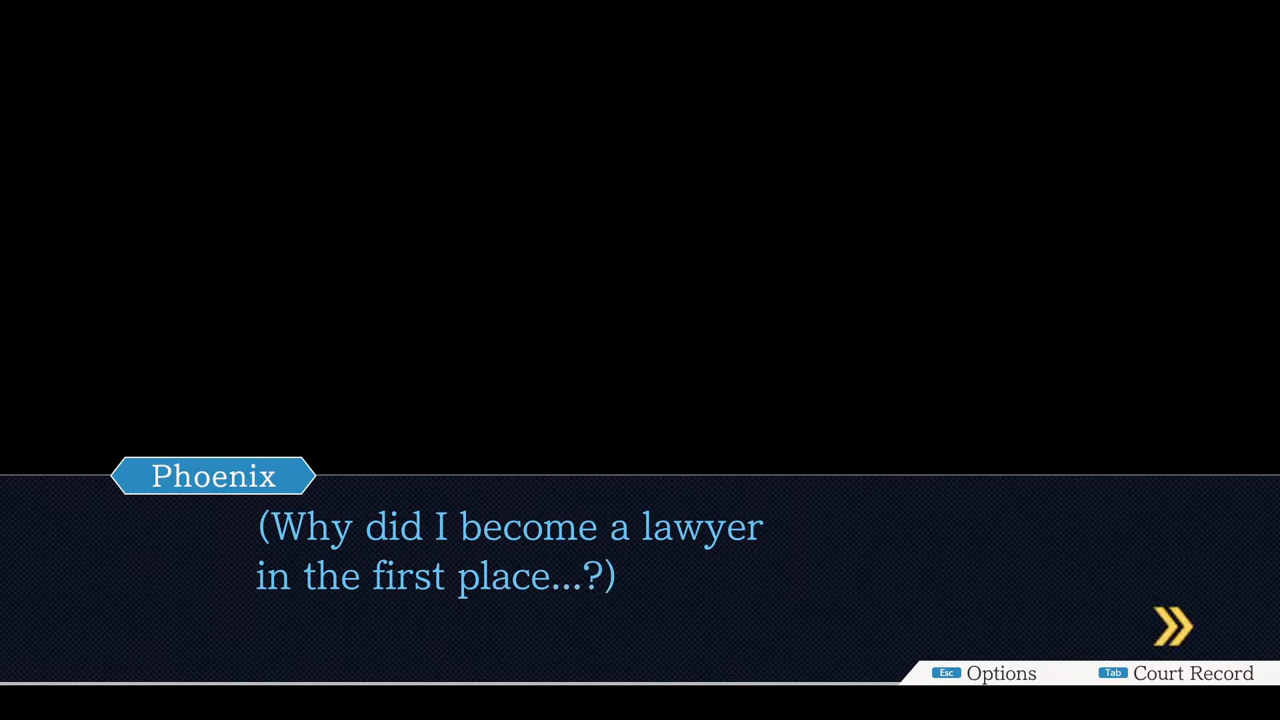 Phoenix
(Why did I become a lawyer
in the first place...?)
Esc Options Tab Court Record